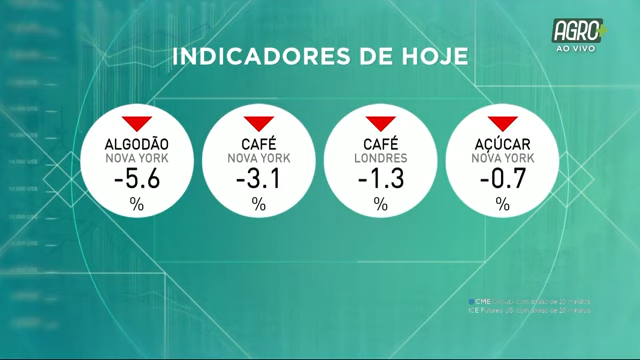 AGRO+
AO VIVO
INDICADORES DE HOJE
ALGODÃO
NOVA YORK
-5.6
%
CAFÉ
NOVA YORK
-3.1
%
CAFÉ
LONDRES
-1.3
%
AÇÚCAR
NOVA YORK
-0.7
%
CME
ICE Futures US